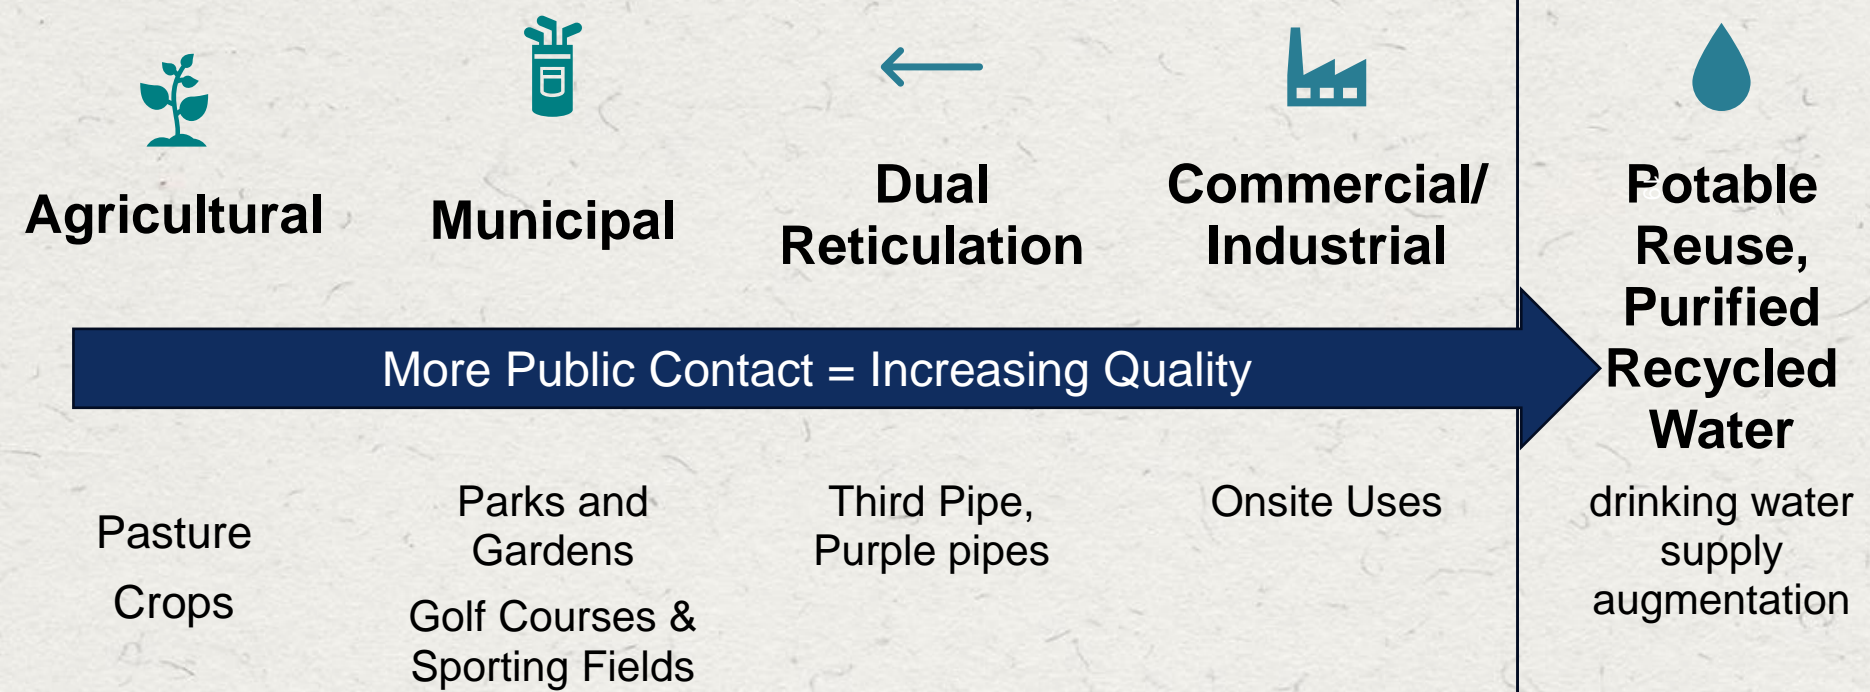 Agricultural
Municipal
Dual
Reticulation
Commercial/
Industrial
Potable
Reuse,
Purified
Recycled
Water
More Public Contact = Increasing Quality
Pasture
Crops
Parks and
Gardens
Golf Courses &
Sporting Fields
Third Pipe,
Purple pipes
Onsite Uses
drinking water
supply
augmentation